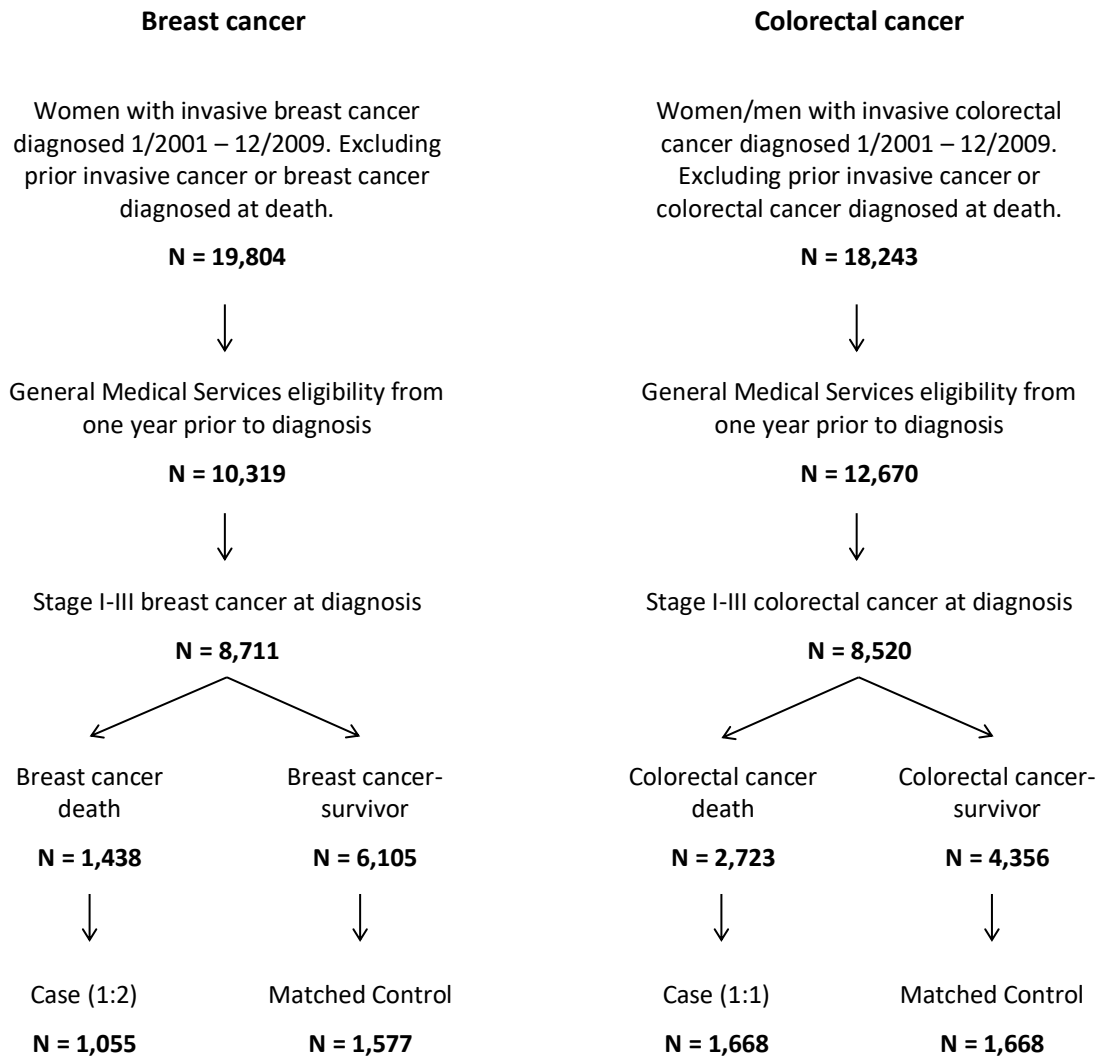 Breast cancer
Women with invasive breast cancer
diagnosed 1/2001 – 12/2009. Excluding
prior invasive cancer or breast cancer
diagnosed at death.
N = 19,804
General Medical Services eligibility from
one year prior to diagnosis
N = 10,319
Stage I-III breast cancer at diagnosis
N = 8,711
Breast cancer
death
N = 1,438
Breast cancer-
survivor
N = 6,105
Case (1:2)
N = 1,055
Matched Control
N = 1,577
Colorectal cancer
Women/men with invasive colorectal
cancer diagnosed 1/2001 – 12/2009.
Excluding prior invasive cancer or
colorectal cancer diagnosed at death.
N = 18,243
General Medical Services eligibility from
one year prior to diagnosis
N = 12,670
Stage I-III colorectal cancer at diagnosis
N = 8,520
Colorectal cancer
death
N = 2,723
Colorectal cancer-
survivor
N = 4,356
Case (1:1)
N = 1,668
Matched Control
N = 1,668